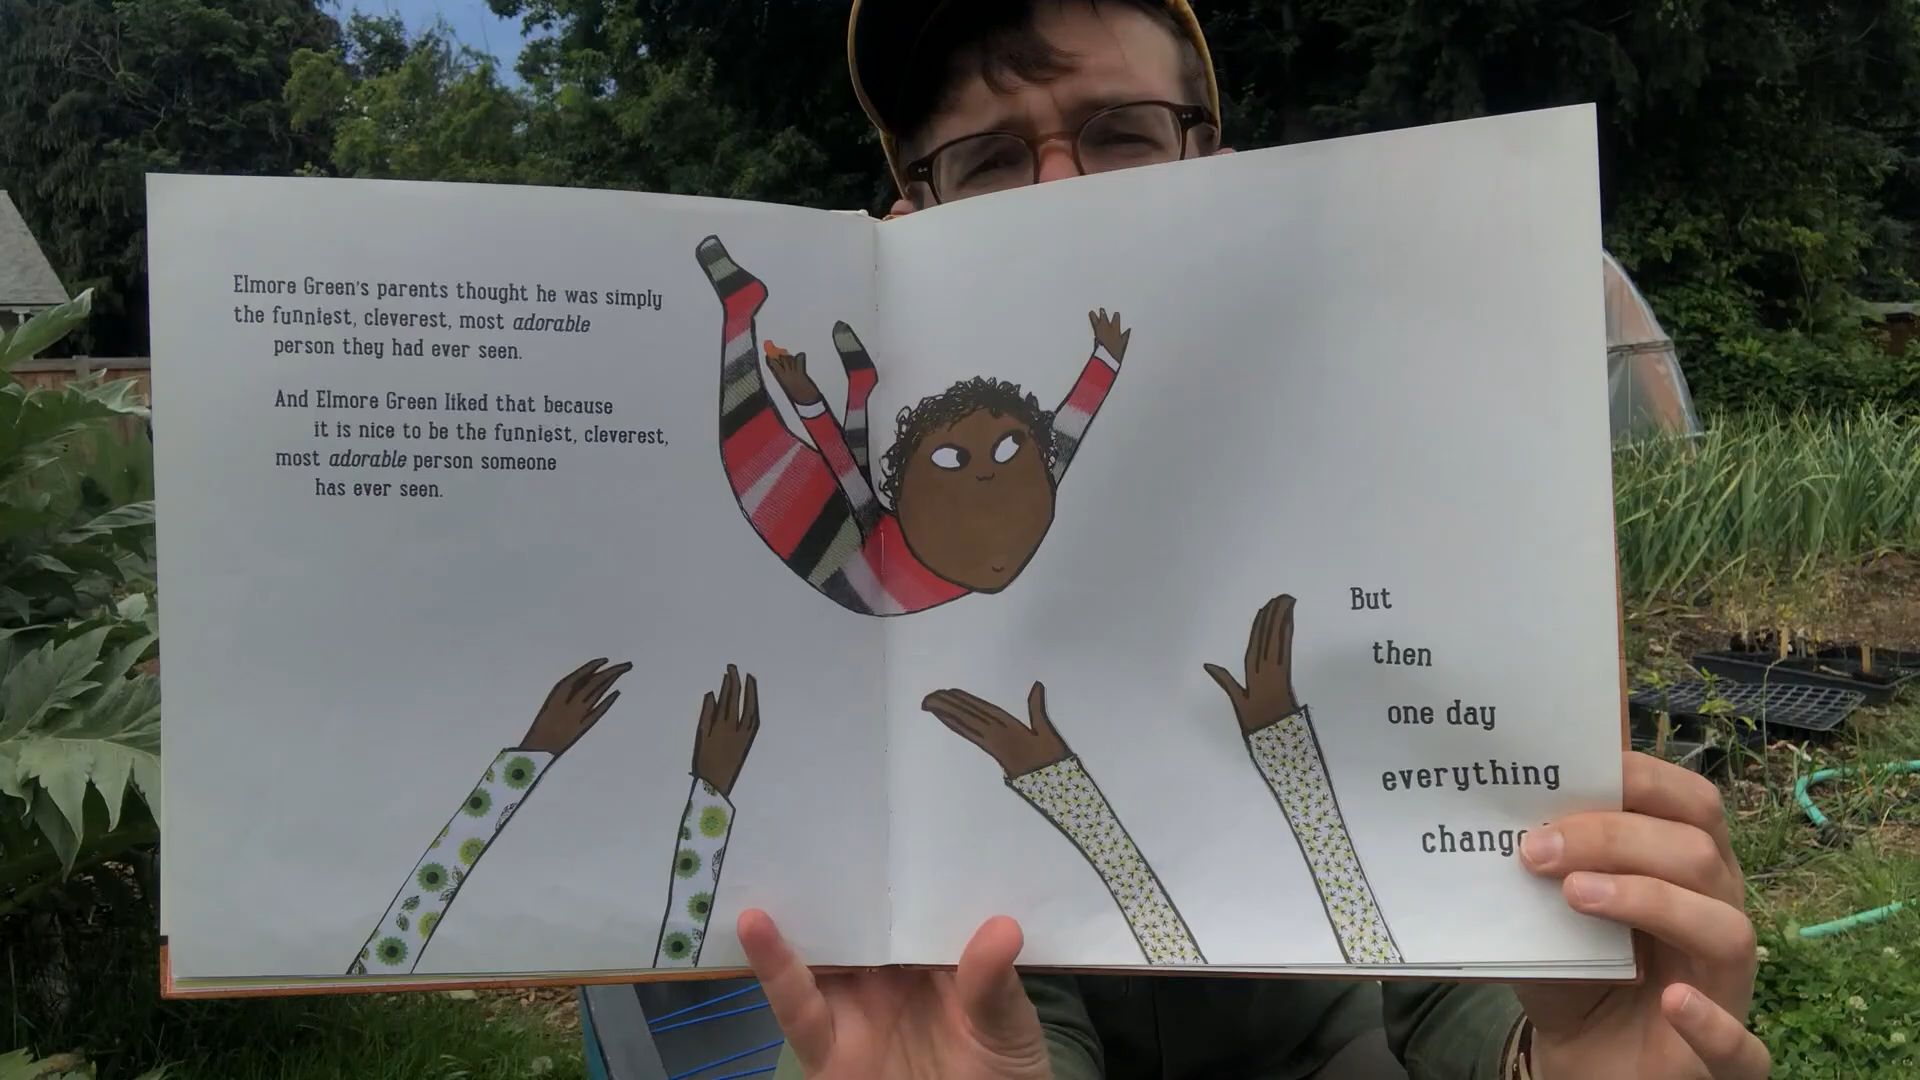 Elmore Green's parents thought he was simply
the funniest, cleverest, most adorable
person they had ever seen.
And Elmore Green liked that because
it is nice to be the funniest, cleverest,
most adorable person someone
has ever seen.
But
then
one day
everything